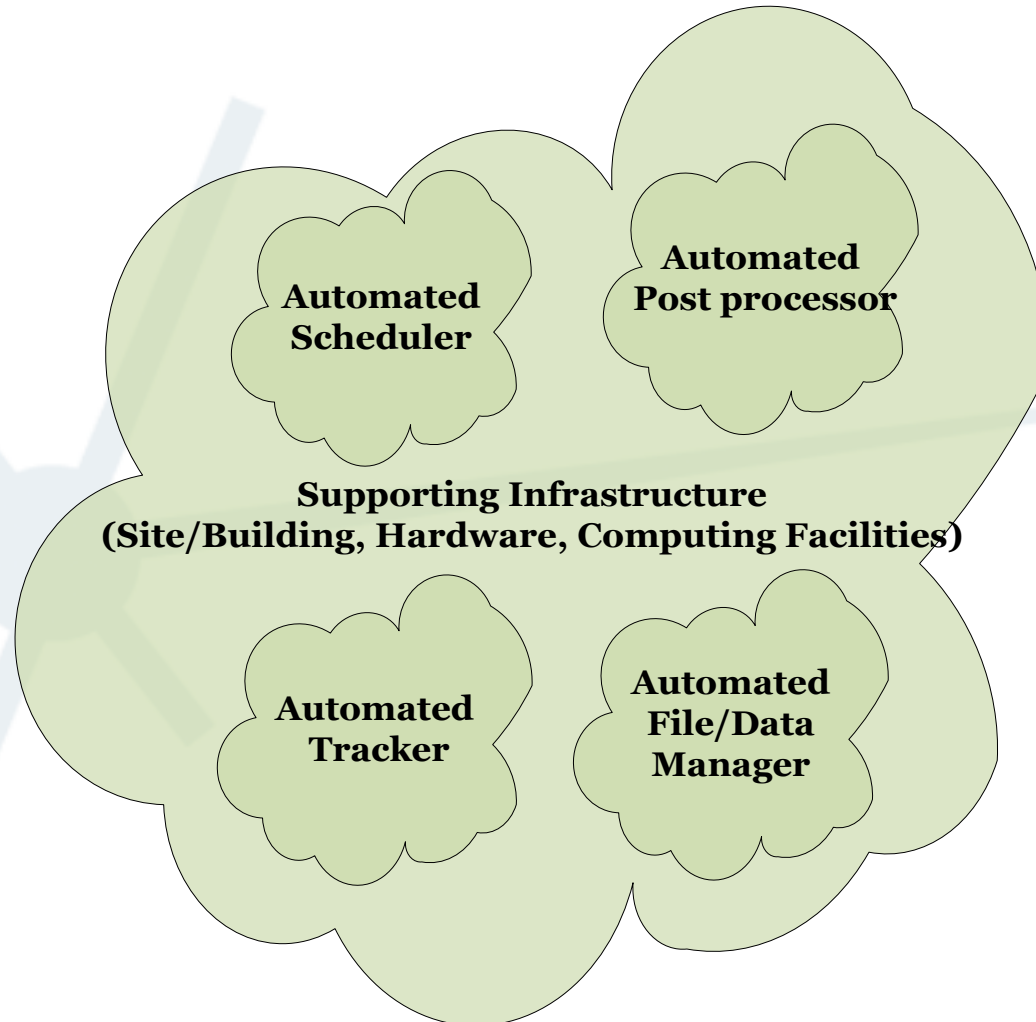 Automated
Scheduler
Automated
Post processor
Supporting Infrastructure
(Site/Building, Hardware, Computing Facilities)
Automated
Tracker
Automated
File/Data
Manager